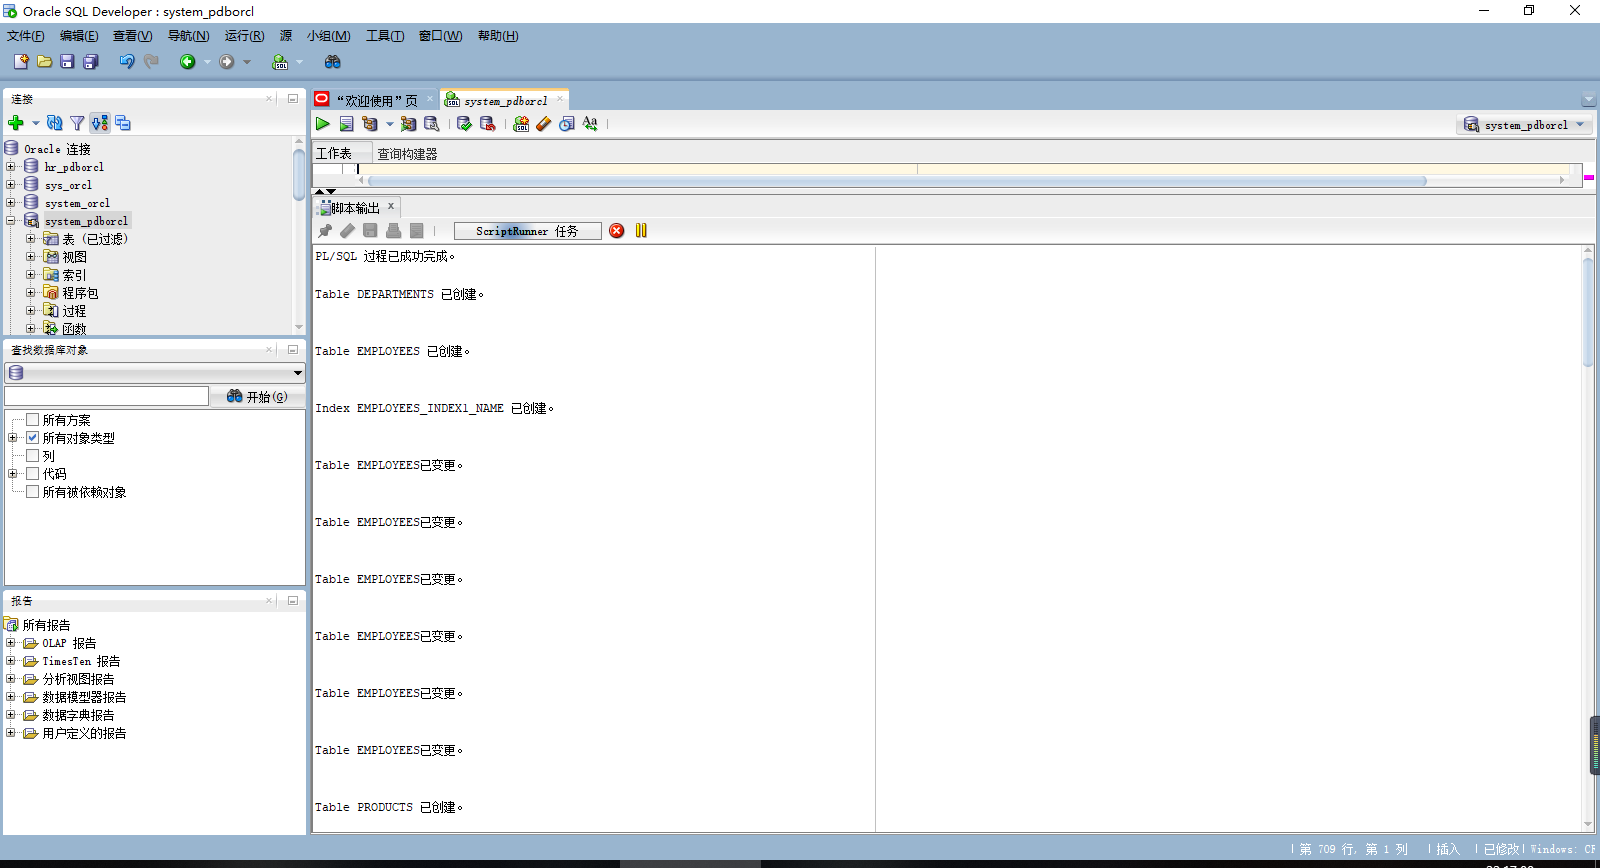 Oracle SQL Developer : system_pdborcl
文件(F) 编辑(E) 查看(V) 导航(N) 运行(R) 源 小组(M) 工具(T) 窗口(W) 帮助(H)
连接
Oracle 连接
hr_pdborcl
sys_orcl
system_orcl
system_pdborcl
表 (已过滤)
视图
索引
程序包
过程
函数
查找数据库对象
开始(G)
所有方案
所有对象类型
列
代码
所有被依赖对象
报告
所有报告
OLAP 报告
TimesTen 报告
分析视图报告
数据模型器报告
数据字典报告
用户定义的报告
“欢迎使用”页 system_pdborcl
system_pdborcl
工作表 查询构建器
脚本输出
ScriptRunner 任务
PL/SQL 过程已成功完成。
Table DEPARTMENTS 已创建。
Table EMPLOYEES 已创建。
Index EMPLOYEES_INDEX1_NAME 已创建。
Table EMPLOYEES已变更。
Table EMPLOYEES已变更。
Table EMPLOYEES已变更。
Table EMPLOYEES已变更。
Table EMPLOYEES已变更。
Table EMPLOYEES已变更。
Table PRODUCTS 已创建。
第 709 行, 第 1 列 插入 已修改 Windows: CF